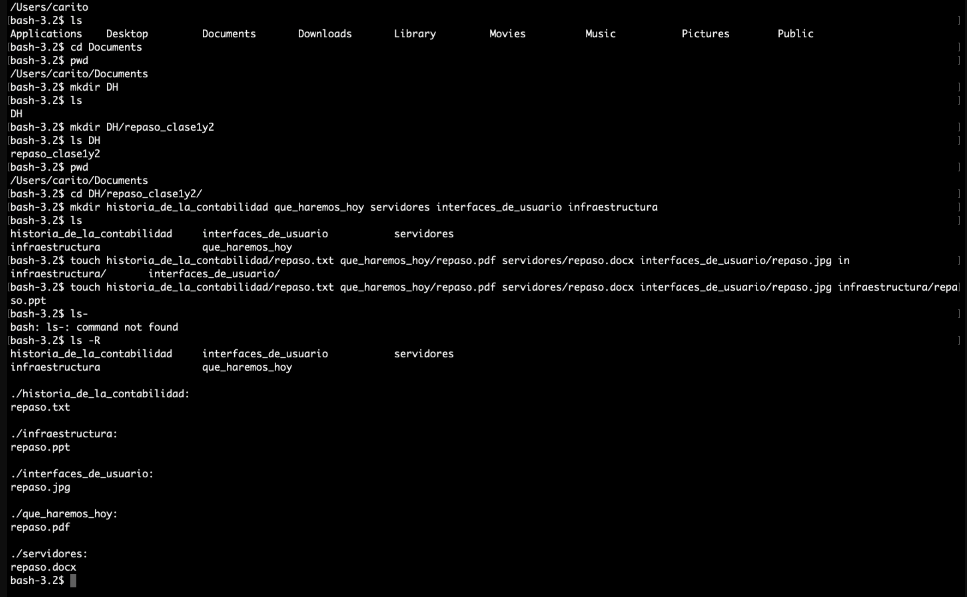 /Users/carito
[bash-3.2$ ls ]
Applications Desktop Documents Downloads Library Movies Music Pictures Public
[bash-3.2$ cd Documents ]
[bash-3.2$ pwd ]
/Users/carito/Documents
[bash-3.2$ mkdir DH ]
[bash-3.2$ ls ]
DH
[bash-3.2$ mkdir DH/repaso_clase1y2 ]
[bash-3.2$ ls DH ]
repaso_clase1y2
[bash-3.2$ pwd ]
/Users/carito/Documents
[bash-3.2$ cd DH/repaso_clase1y2/ ]
[bash-3.2$ mkdir historia_de_la_contabilidad que_haremos_hoy servidores interfaces_de_usuario infraestructura ]
[bash-3.2$ ls ]
historia_de_la_contabilidad interfaces_de_usuario servidores
infraestructura que_haremos_hoy
[bash-3.2$ touch historia_de_la_contabilidad/repaso.txt que_haremos_hoy/repaso.pdf servidores/repaso.docx interfaces_de_usuario/repaso.jpg in ]
infraestructura/ interfaces_de_usuario/
[bash-3.2$ touch historia_de_la_contabilidad/repaso.txt que_haremos_hoy/repaso.pdf servidores/repaso.docx interfaces_de_usuario/repaso.jpg infraestructura/repa]
so.ppt
[bash-3.2$ ls- ]
bash: ls-: command not found
[bash-3.2$ ls -R ]
historia_de_la_contabilidad interfaces_de_usuario servidores
infraestructura que_haremos_hoy
./historia_de_la_contabilidad:
repaso.txt
./infraestructura:
repaso.ppt
./interfaces_de_usuario:
repaso.jpg
./que_haremos_hoy:
repaso.pdf
./servidores:
repaso.docx
bash-3.2$